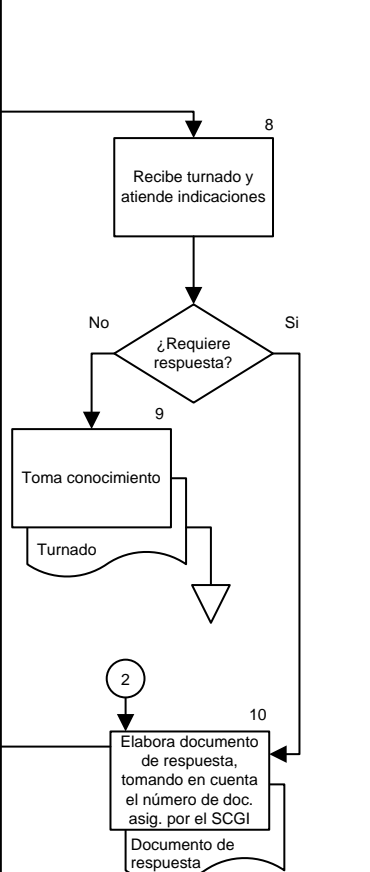 8
Recibe turnado y
atiende indicaciones
No
Si
¿Requiere
respuesta?
9
Toma conocimiento
Turnado
2
10
Elabora documento
de respuesta,
tomando en cuenta
el número de doc.
asig. por el SCGI
Documento de
respuesta